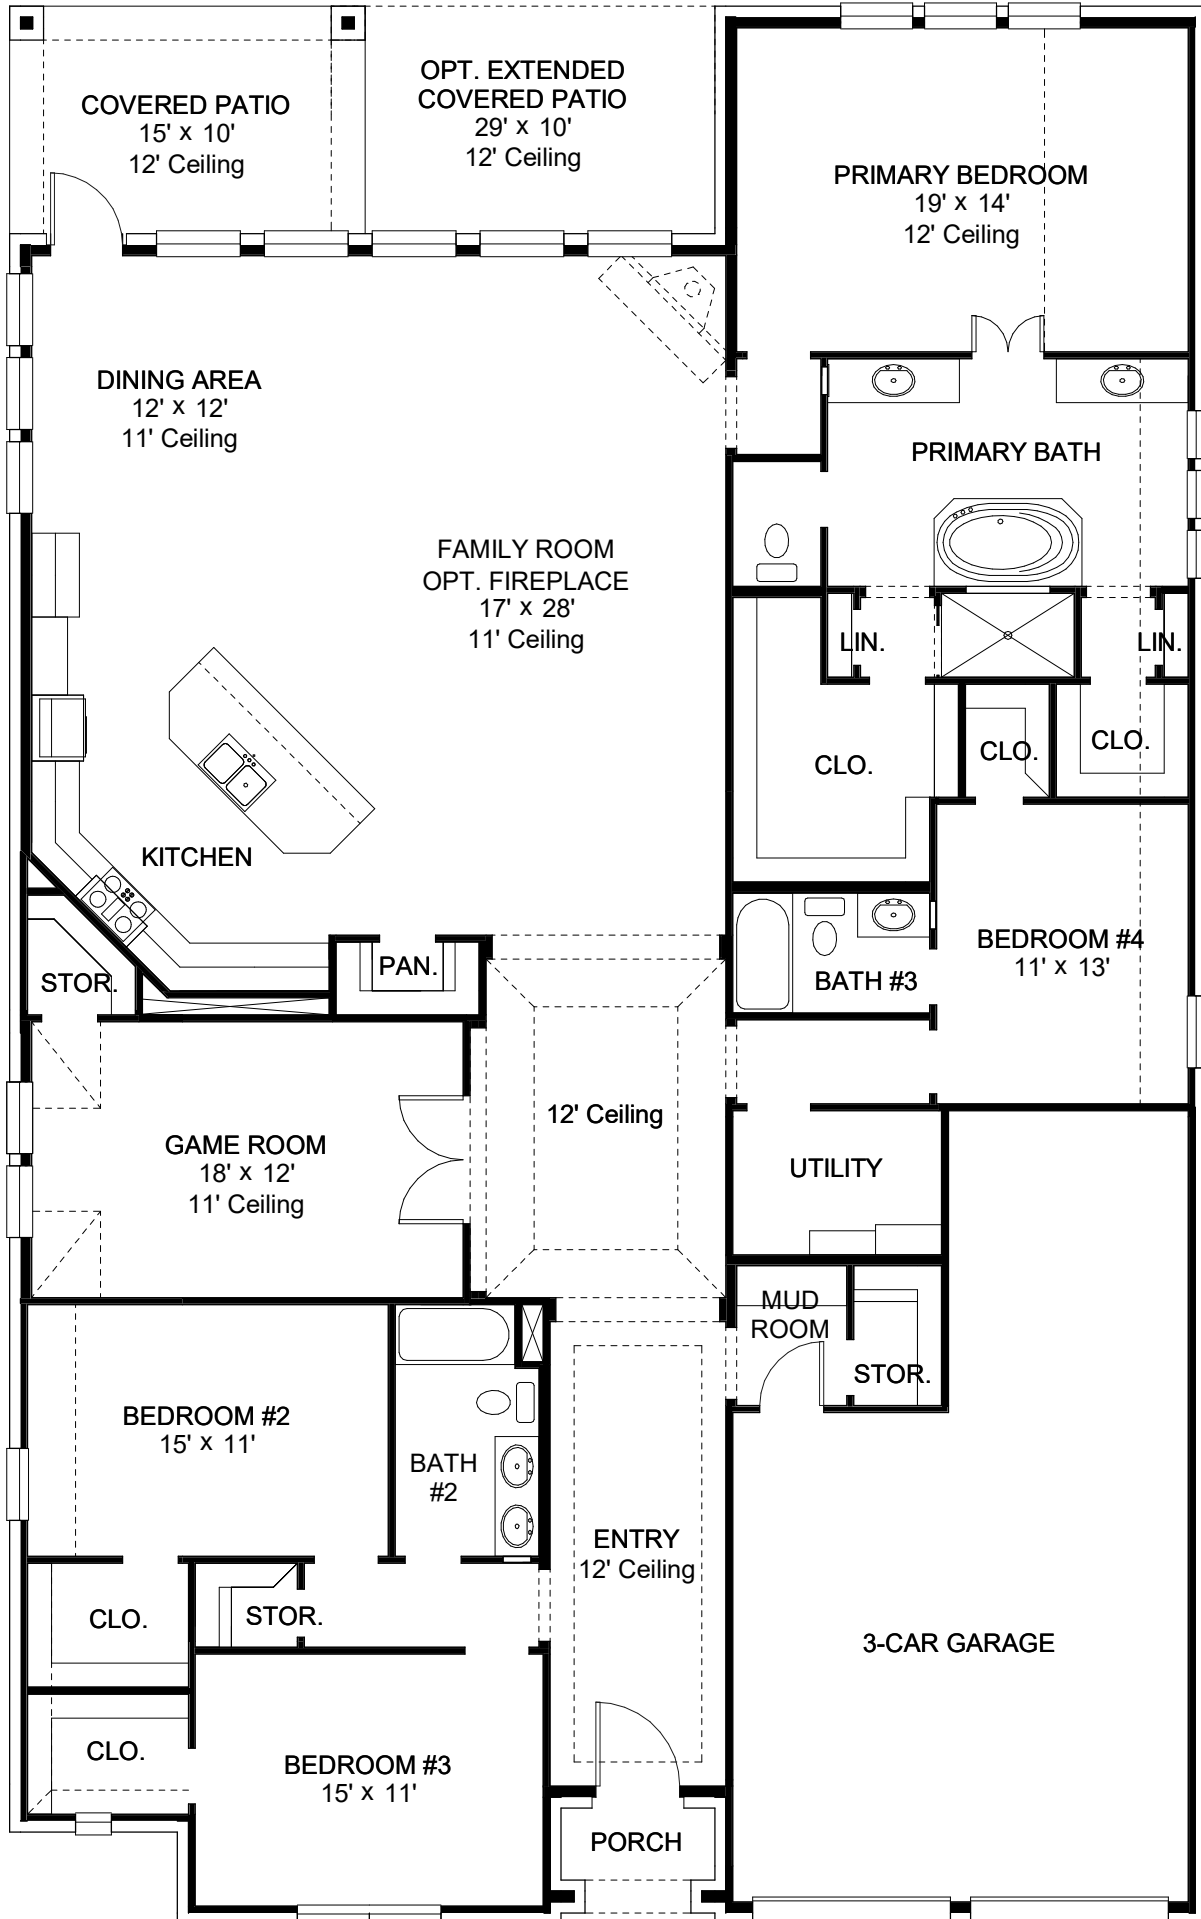 COVERED PATIO
15' x 10'
12' Ceiling
OPT. EXTENDED
COVERED PATIO
29' x 10'
12' Ceiling
PRIMARY BEDROOM
19' x 14'
12' Ceiling
DINING AREA
12' x 12'
11' Ceiling
PRIMARY BATH
FAMILY ROOM
OPT. FIREPLACE
17' x 28'
11' Ceiling
LIN.
LIN.
CLO.
CLO.
CLO.
KITCHEN
PAN.
STOR.
BATH #3
BEDROOM #4
11' x 13'
12' Ceiling
GAME ROOM
18' x 12'
11' Ceiling
UTILITY
MUD
ROOM
STOR.
BEDROOM #2
15' x 11'
BATH
#2
ENTRY
12' Ceiling
CLO.
STOR.
3-CAR GARAGE
CLO.
BEDROOM #3
15' x 11'
PORCH